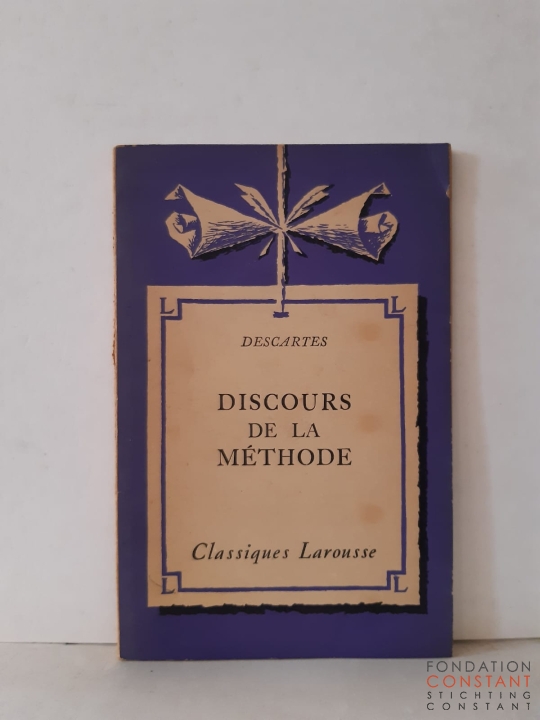 L L
DESCARTES
DISCOURS
DE LA
MÉTHODE
Classiques Larousse
L L
FONDATION
CONSTANT
STICHTING
CONSTANT